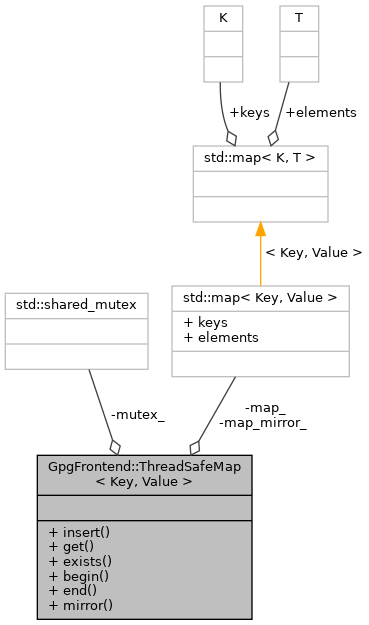 K
T
+keys
+elements
std::map< K, T >
< Key, Value >
std::shared_mutex
std::map< Key, Value >
+ keys
+ elements
-mutex_
-map_
-map_mirror_
GpgFrontend::ThreadSafeMap
< Key, Value >
+ insert()
+ get()
+ exists()
+ begin()
+ end()
+ mirror()